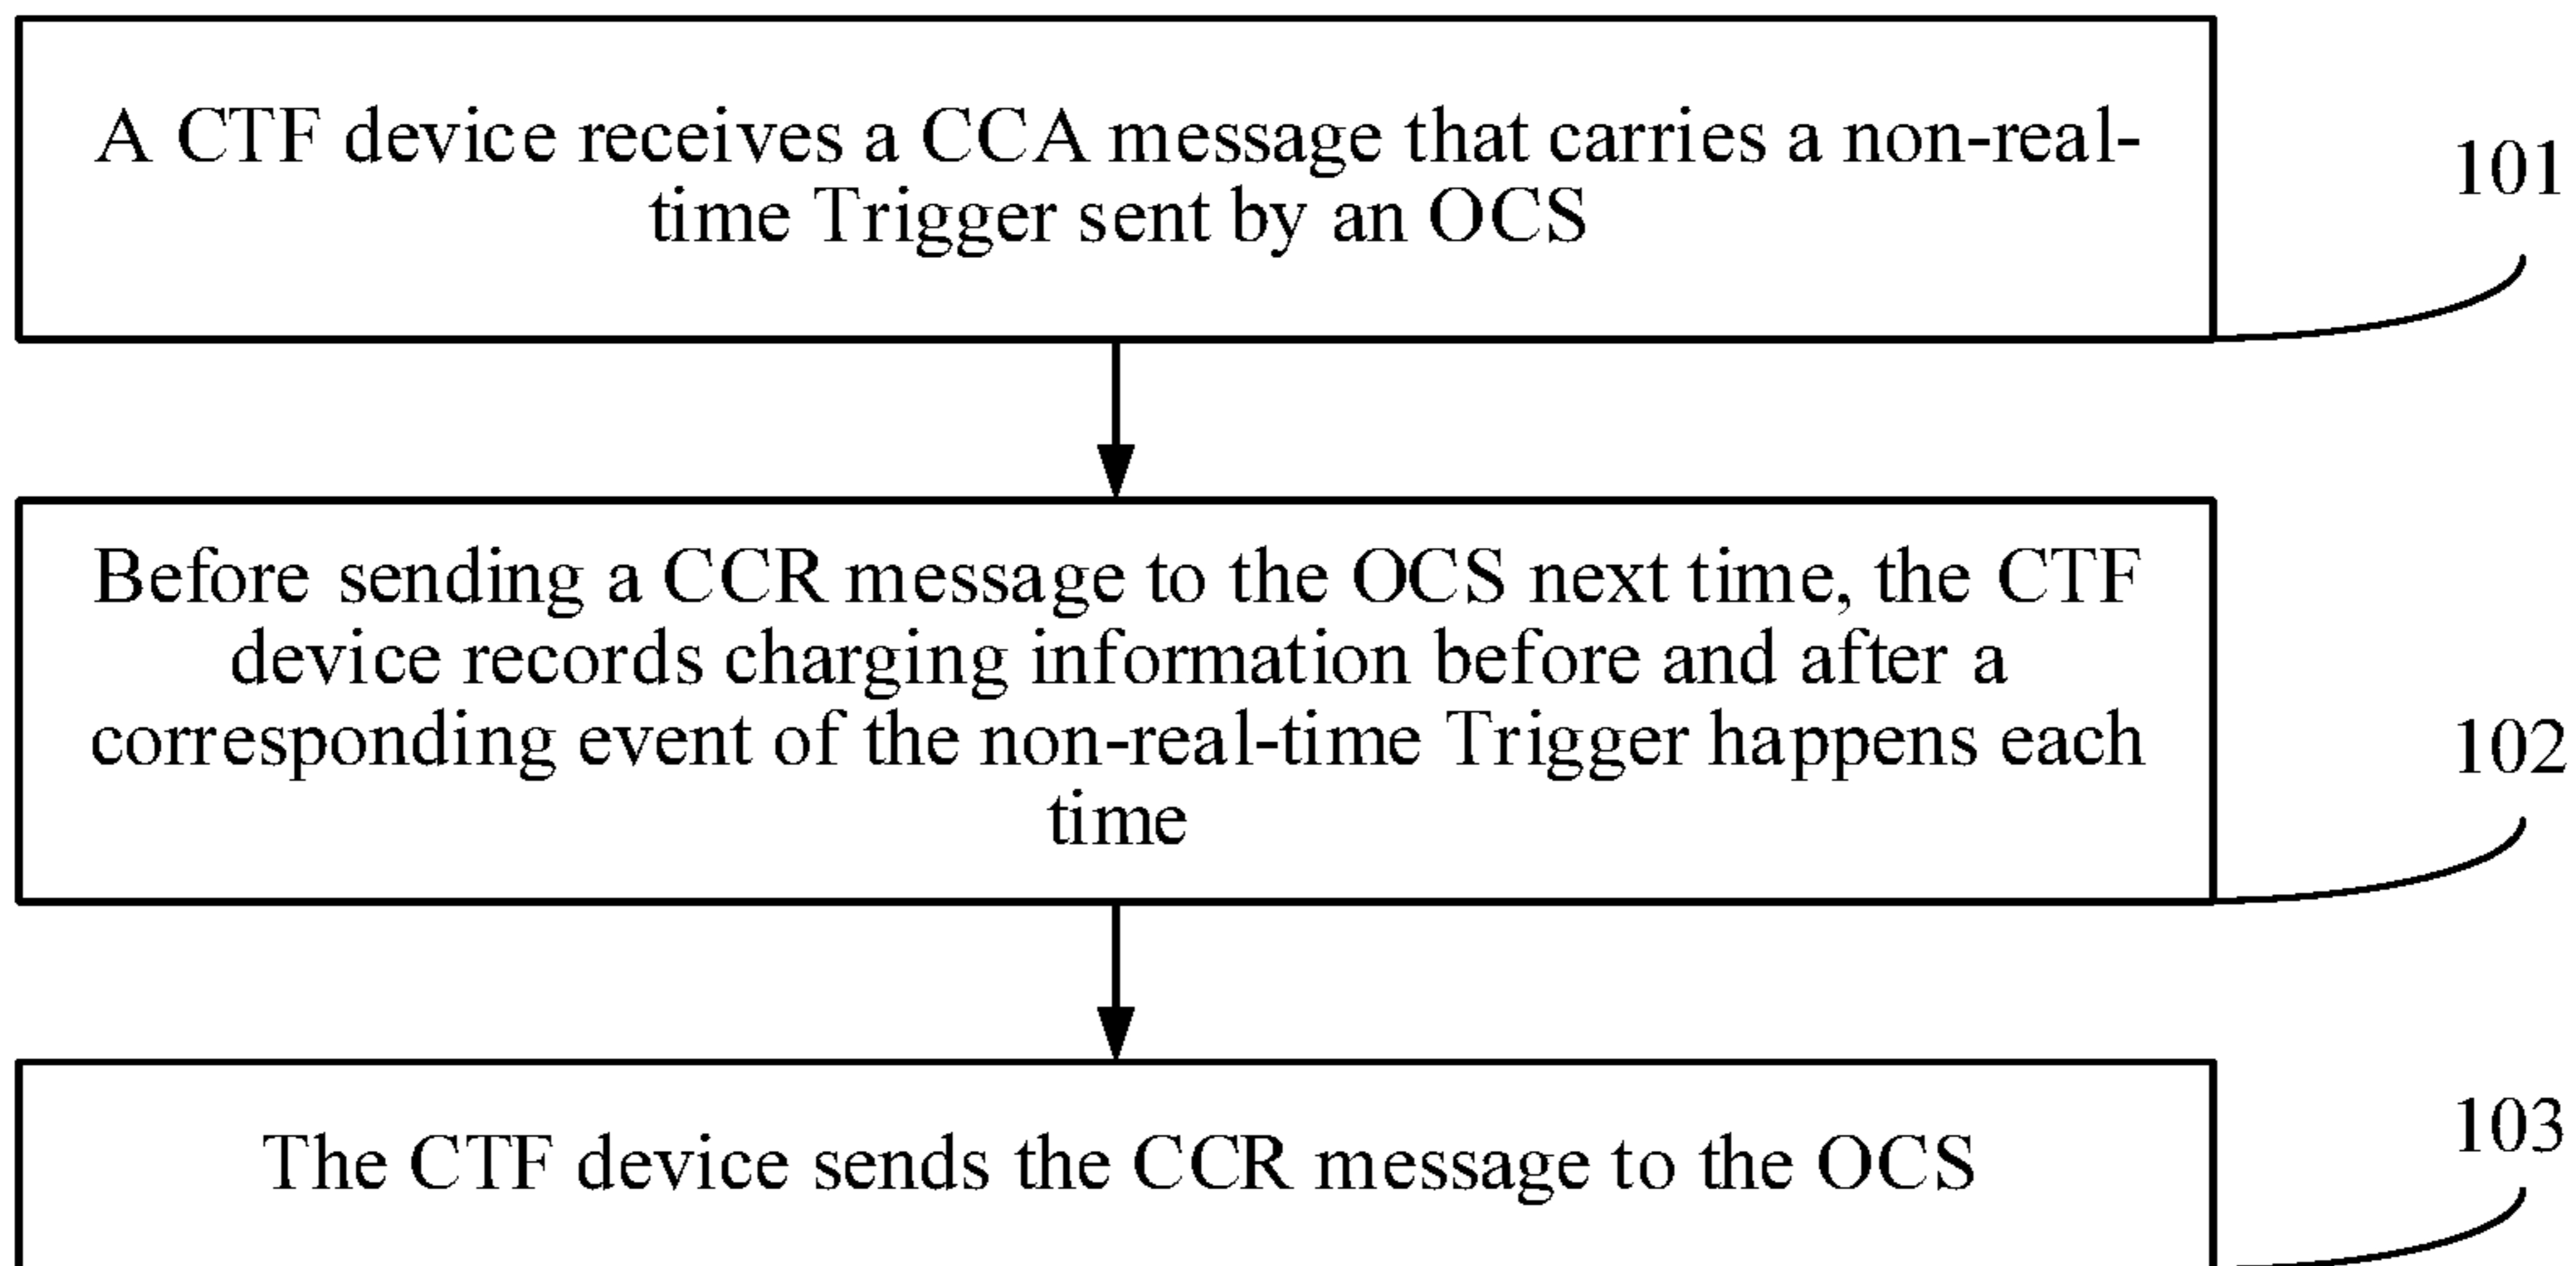 A CTF device receives a CCA message that carries a non-real-
time Trigger sent by an OCS
101
Before sending a CCR message to the OCS next time, the CTF
device records charging information before and after a
corresponding event of the non-real-time Trigger happens each
time
102
The CTF device sends the CCR message to the OCS
103